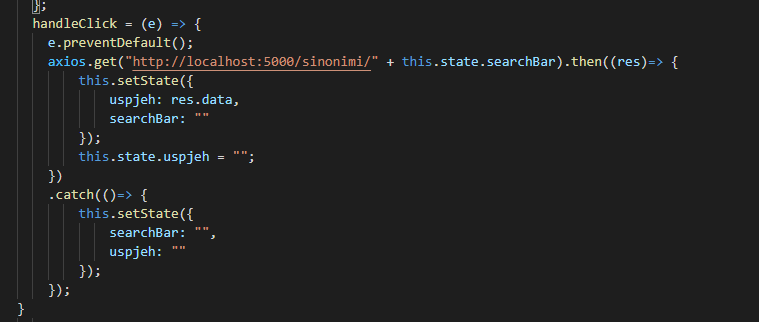 };
handleClick = (e) => {
e.preventDefault();
axios.get("http://localhost:5000/sinonimi/" + this.state.searchBar).then((res)=> {
this.setState({
uspjeh: res.data,
searchBar: ""
});
this.state.uspjeh = "";
})
.catch(()=> {
this.setState({
searchBar: "",
uspjeh: ""
});
});
}